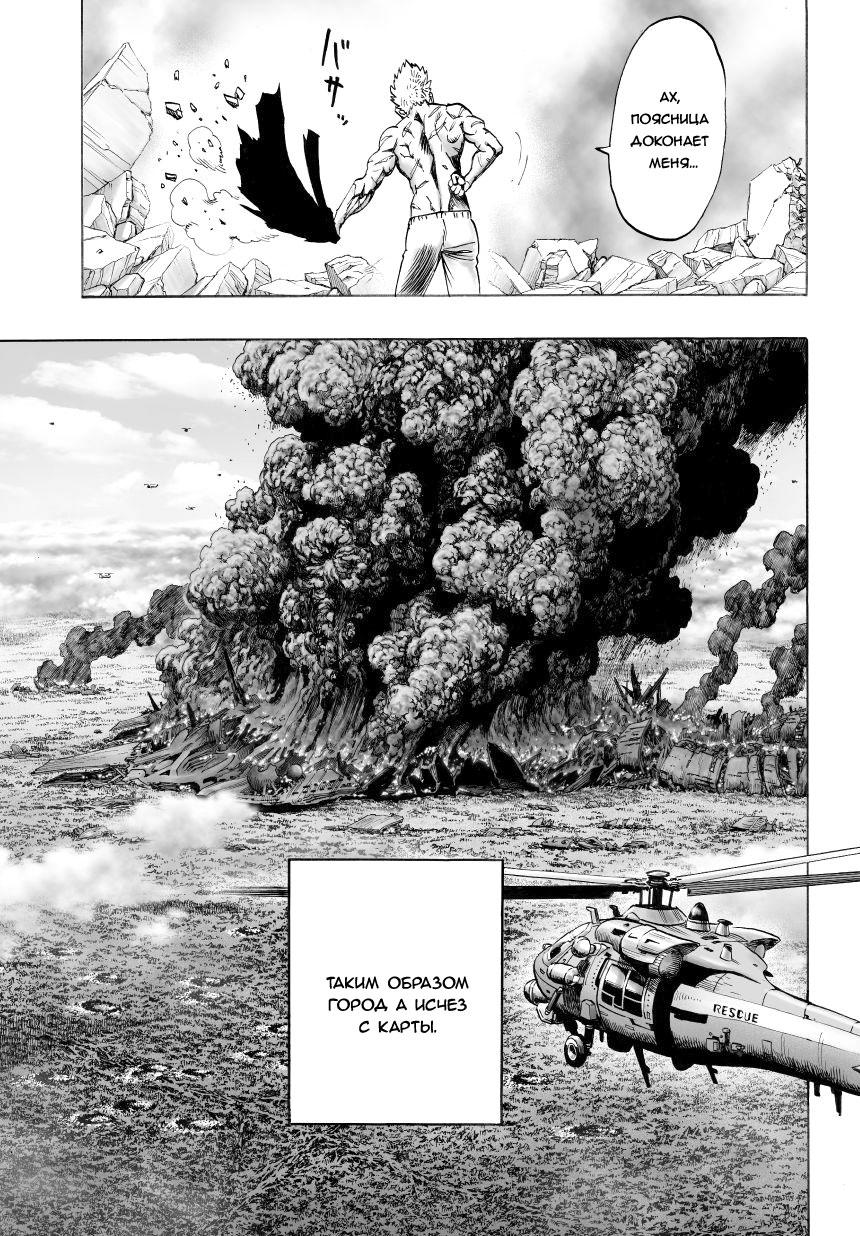 АХ,
ПОЯСНИЦА
ДОКОНАЕТ
МЕНЯ...
バサッ
ТАКИМ ОБРАЗОМ
ГОРОД А ИСЧЕЗ
С КАРТЫ.
RESCUE